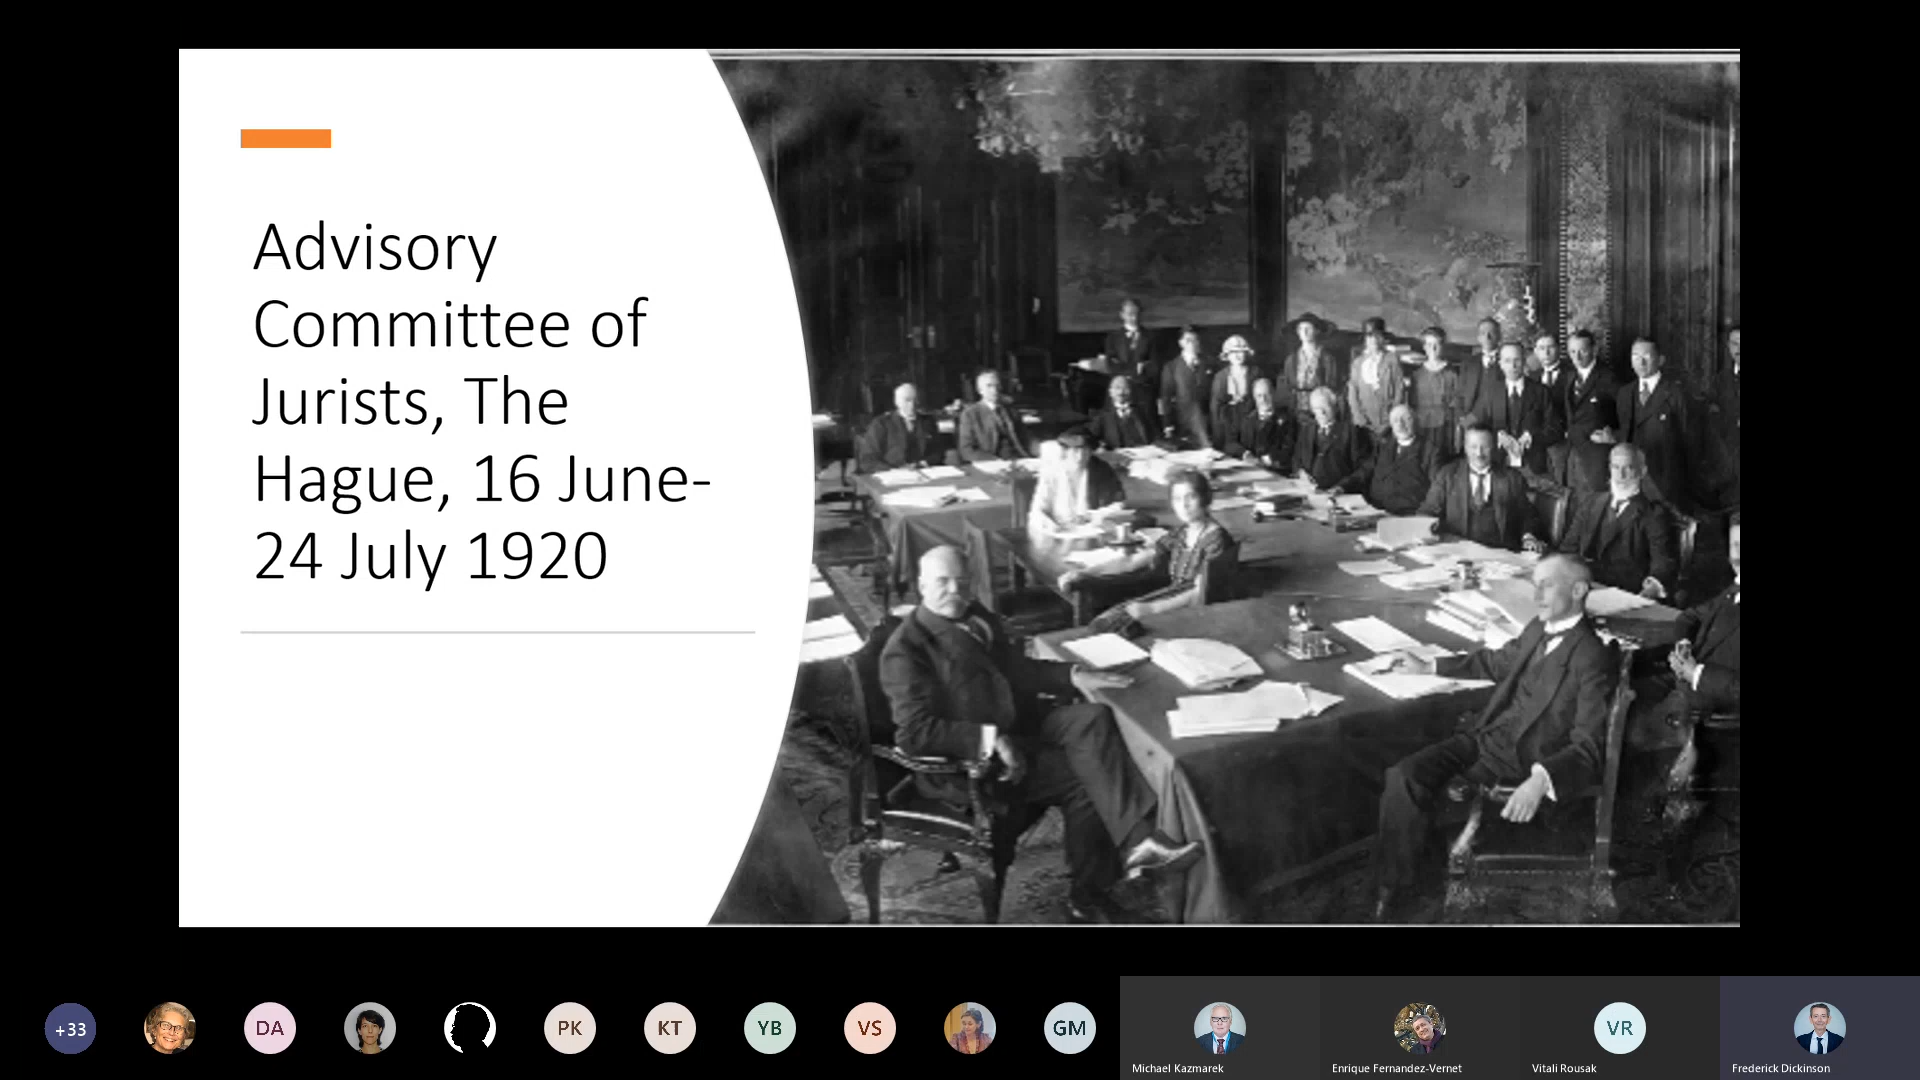 Advisory
Committee of
Jurists, The
Hague, 16 June-
24 July 1920
+33
DA
PK
KT
YB
VS
GM
VR
Michael Kazmarek
Enrique Fernandez-Vernet
Vitali Rousak
Frederick Dickinson